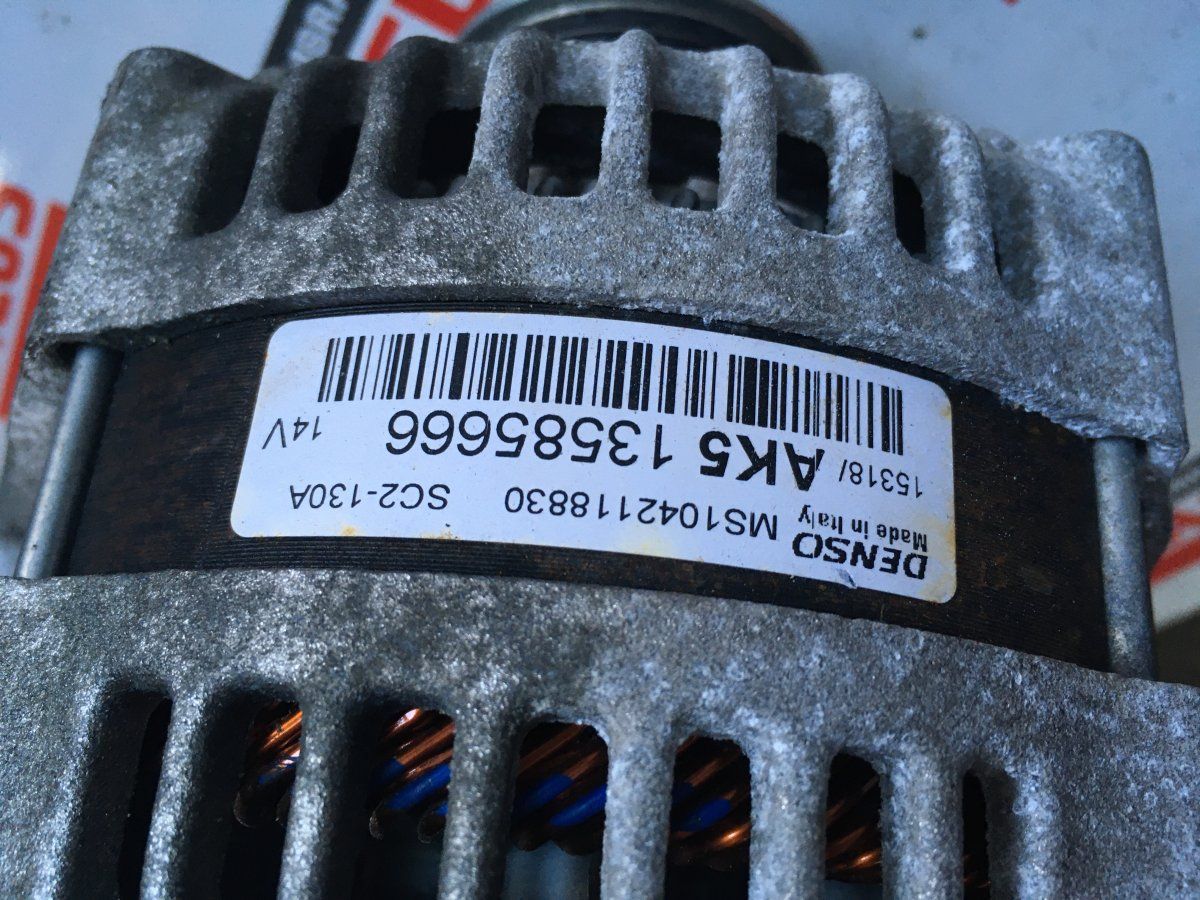 DENSO
Made in Italy MS1042118830 SC2-130A
15318/ AK5 13585666 14V